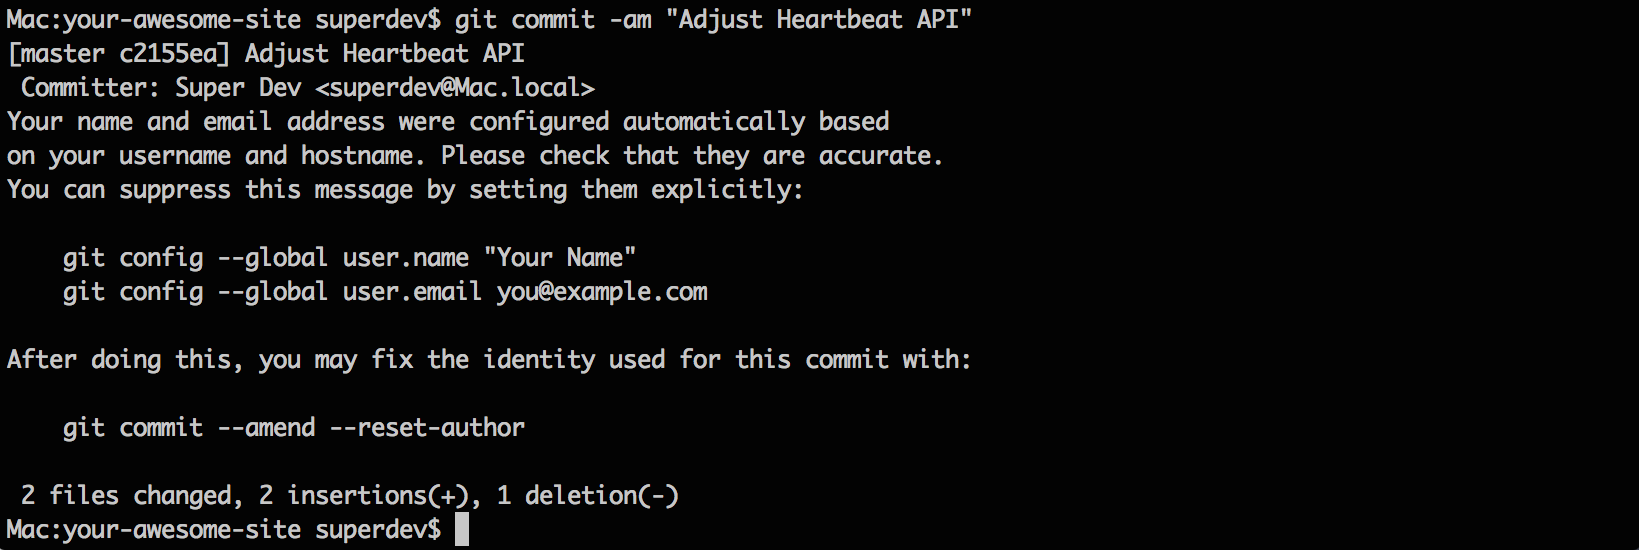 Mac:your-awesome-site superdev$ git commit -am "Adjust Heartbeat API"
[master c2155ea] Adjust Heartbeat API
 Committer: Super Dev <superdev@Mac.local>
Your name and email address were configured automatically based
on your username and hostname. Please check that they are accurate.
You can suppress this message by setting them explicitly:

    git config --global user.name "Your Name"
    git config --global user.email you@example.com

After doing this, you may fix the identity used for this commit with:

    git commit --amend --reset-author

 2 files changed, 2 insertions(+), 1 deletion(-)
Mac:your-awesome-site superdev$